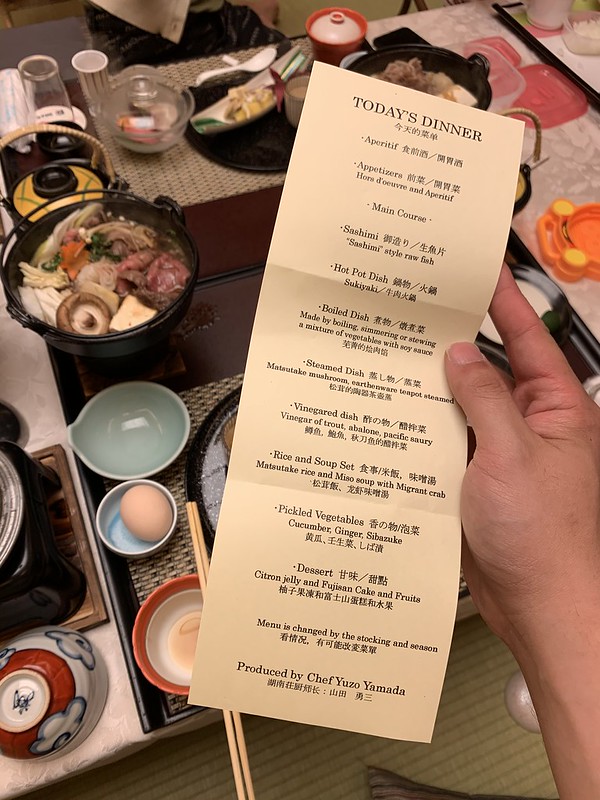 TODAY'S DINNER
今天的菜单
·Aperitif 食前酒／開胃酒
·Appetizers 前菜／開胃菜
Hors d'oeuvre and Aperitif
· Main Course ·
·Sashimi 御造り／生魚片
"Sashimi" style raw fish
·Hot Pot Dish 鍋物／火鍋
Sukiyaki／牛肉火鍋
·Boiled Dish 煮物／燉煮菜
Made by boiling, simmering or stewing
a mixture of vegetables with soy sauce
芜菁的烩肉馅
·Steamed Dish 蒸し物／蒸菜
Matsutake mushroom, earthenware teapot steamed
松茸的陶器茶壶蒸
·Vinegared dish 酢の物／醋拌菜
Vinegar of trout, abalone, pacific saury
鳟鱼，鮑鱼，秋刀鱼的醋拌菜
·Rice and Soup Set 食事/米飯，味噌湯
Matsutake rice and Miso soup with Migrant crab
松茸飯、龙虾味噌湯
·Pickled Vegetables 香の物/泡菜
Cucumber, Ginger, Sibazuke
黄瓜、壬生菜、しば漬
·Dessert 甘味／甜點
Citron jelly and Fujisan Cake and Fruits
柚子果凍和富士山蛋糕和水果
Menu is changed by the stocking and season
看情况，有可能改変菜單
Produced by Chef Yuzo Yamada
湖南荘厨师长：山田 勇三